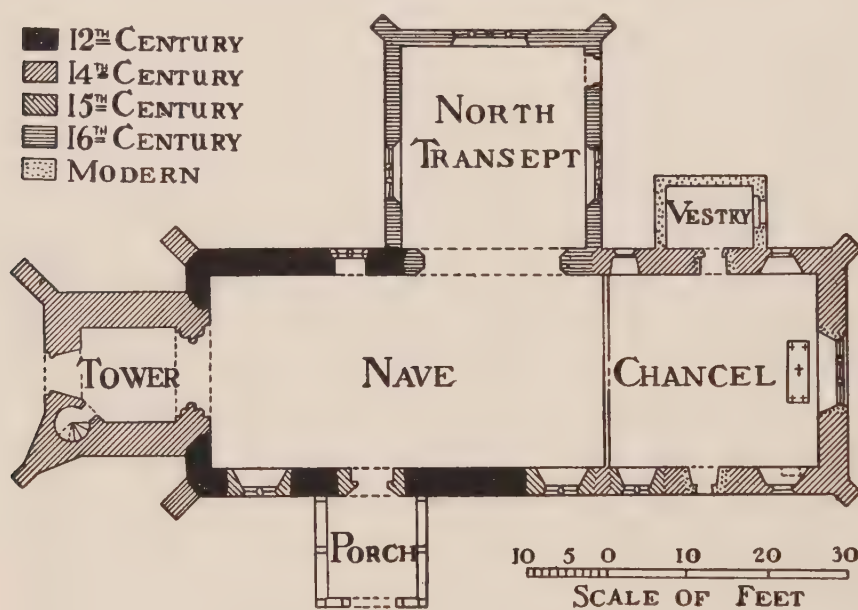 12TH CENTURY
14TH CENTURY
15TH CENTURY
16TH CENTURY
MODERN
NORTH
TRANSEPT
VESTRY
TOWER
NAVE
CHANCEL
PORCH
10 5 0 10 20 30
SCALE OF FEET